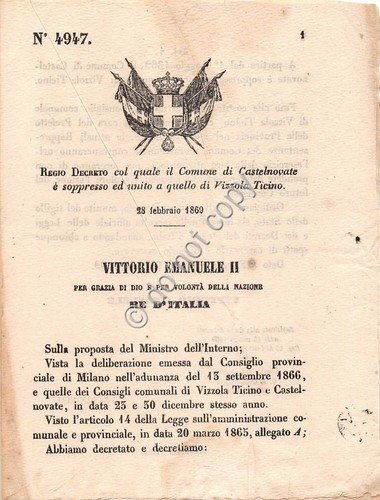 N° 4947.
1
REGIO DECRETO col quale il Comune di Castelnovate
è soppresso ed unito a quello di Vizzola Ticino.
28 febbraio 1869
VITTORIO EMANUELE II
PER GRAZIA DI DIO E PER VOLONTÀ DELLA NAZIONE
RE D'ITALIA
Sulla proposta del Ministro dell'Interno;
Vista la deliberazione emessa dal Consiglio provin-
ciale di Milano nell'adunanza del 13 settembre 1866,
e quelle dei Consigli comunali di Vizzola Ticino e Castel-
novate, in data 23 e 30 dicembre stesso anno.
Visto l'articolo 14 della Legge sull'amministrazione co-
munale e provinciale, in data 20 marzo 1865, allegato A;
Abbiamo decretato e decretiamo:
do not copy